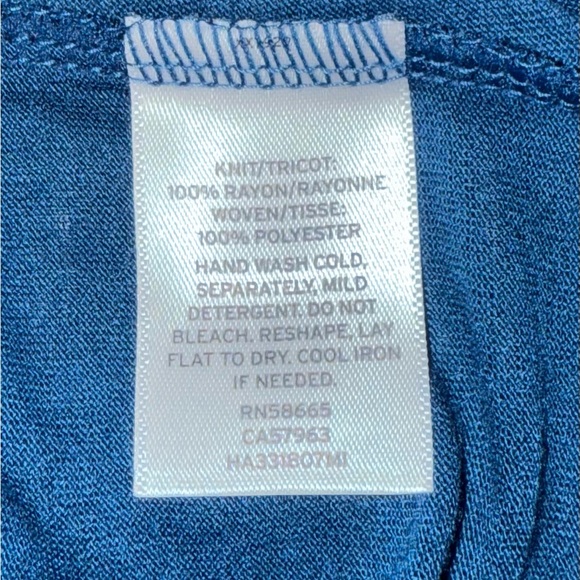 KNIT/TRICOT:
100% RAYON/RAYONNE
WOVEN/TISSE:
100% POLYESTER
HAND WASH COLD,
SEPARATELY, MILD
DETERGENT. DO NOT
BLEACH. RESHAPE, LAY
FLAT TO DRY. COOL IRON
IF NEEDED.
RN58665
CA57963
HA331807MI